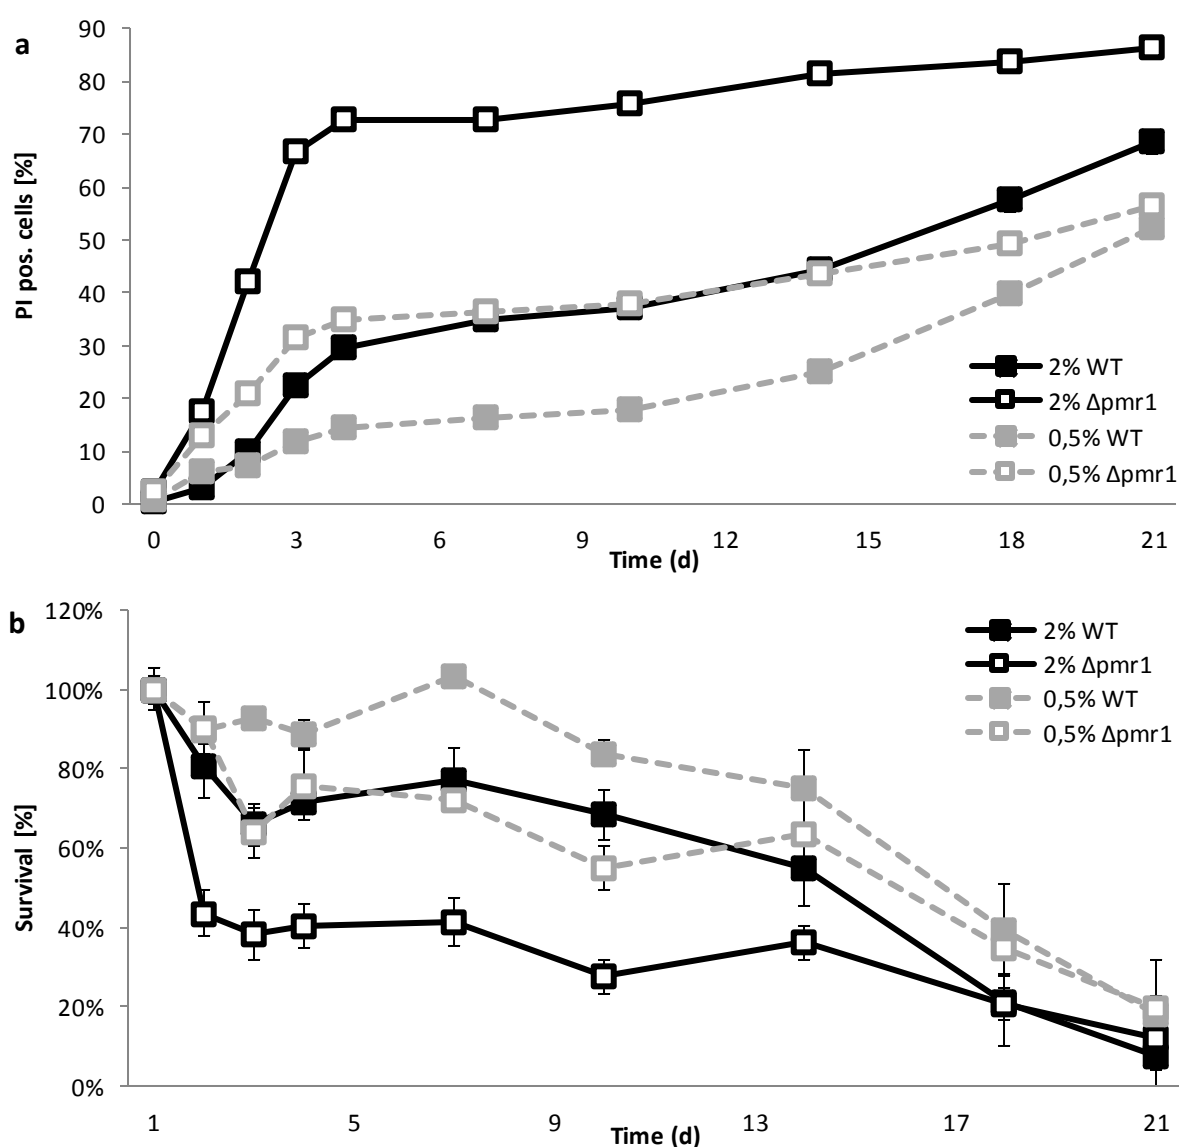 a
PI pos. cells [%]
90
80
70
60
50
40
30
20
10
0
2% WT
2% Δpmr1
0,5% WT
0,5% Δpmr1
0 3 6 9 12 15 18 21
Time (d)
b
Survival [%]
120%
100%
80%
60%
40%
20%
0%
2% WT
2% Δpmr1
0,5% WT
0,5% Δpmr1
1 5 9 13 17 21
Time (d)